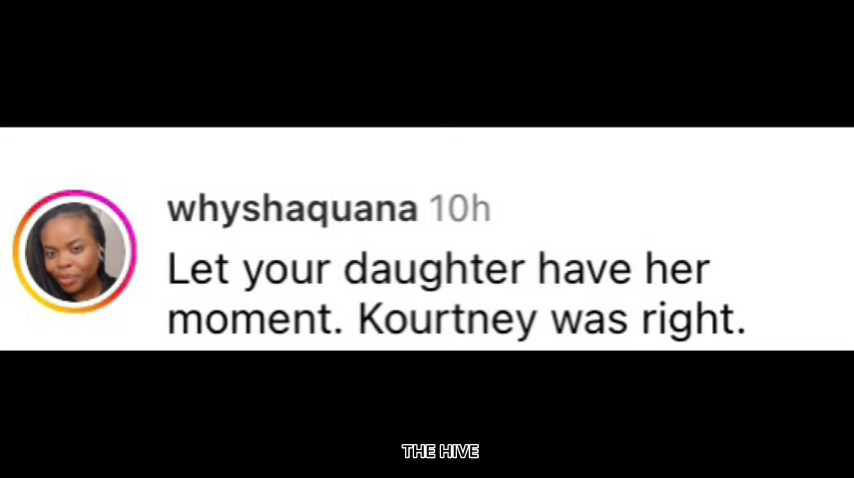 whyshaquana 10h
Let your daughter have her
moment. Kourtney was right.
THE HIVE